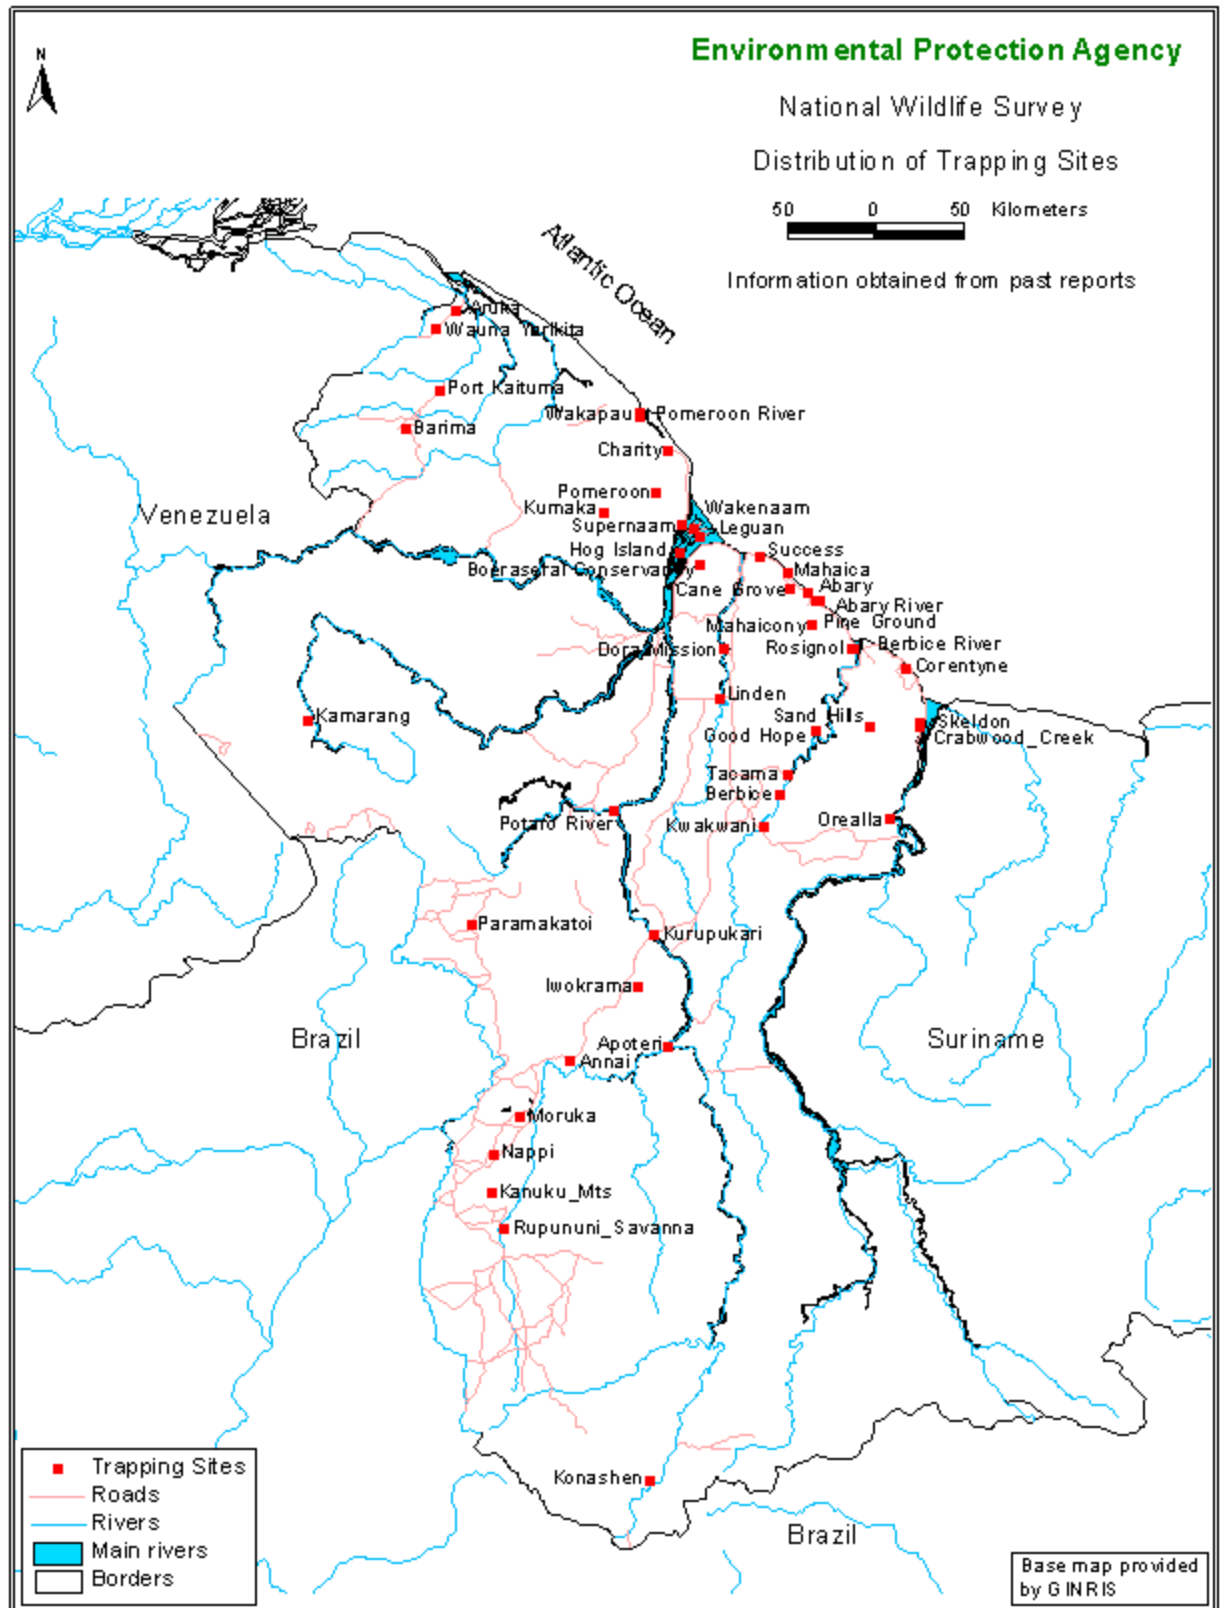 N
Environmental Protection Agency
National Wildlife Survey
Distribution of Trapping Sites
50 0 50 Kilometers
Information obtained from past reports
Atlantic Ocean
Aruka
Wauna Yarikita
Port Kaituma
Barima
Wakapau
Pomeroon River
Charity
Pomeroon
Kumaka
Wakenaam
Supernaam
Leguan
Venezuela
Hog Island
Success
Boeraserai Conservancy
Mahaica
Cane Grove
Abary
Abary River
Mahaicony
Pine Ground
Dora Mission
Rosignol
Berbice River
Corentyne
Linden
Kamarang
Sand Hills
Skeldon
Good Hope
Crabwood_Creek
Tacama
Berbice
Potaro River
Kwakwani
Orealla
Paramakatoi
Kurupukari
Iwokrama
Brazil
Apoteri
Suriname
Annai
Moruka
Nappi
Kanuku_Mts
Rupununi_Savanna
Konashen
Brazil
Trapping Sites
Roads
Rivers
Main rivers
Borders
Base map provided
by GINRIS